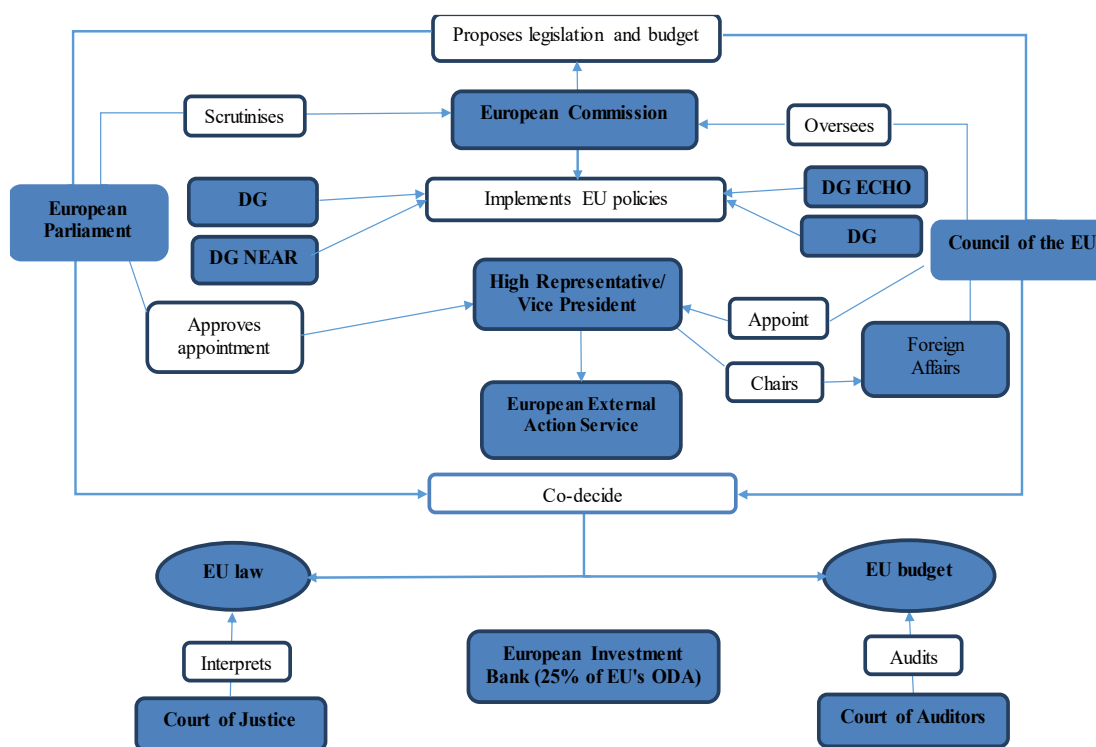 Proposes legislation and budget
Scrutinises
European Commission
Oversees
DG
Implements EU policies
DG ECHO
European
Parliament
DG NEAR
DG
Council of the EU
High Representative/
Vice President
Approves
appointment
Appoint
Foreign
Affairs
Chairs
European External
Action Service
Co-decide
EU law
EU budget
Interprets
European Investment
Bank (25% of EU's ODA)
Audits
Court of Justice
Court of Auditors